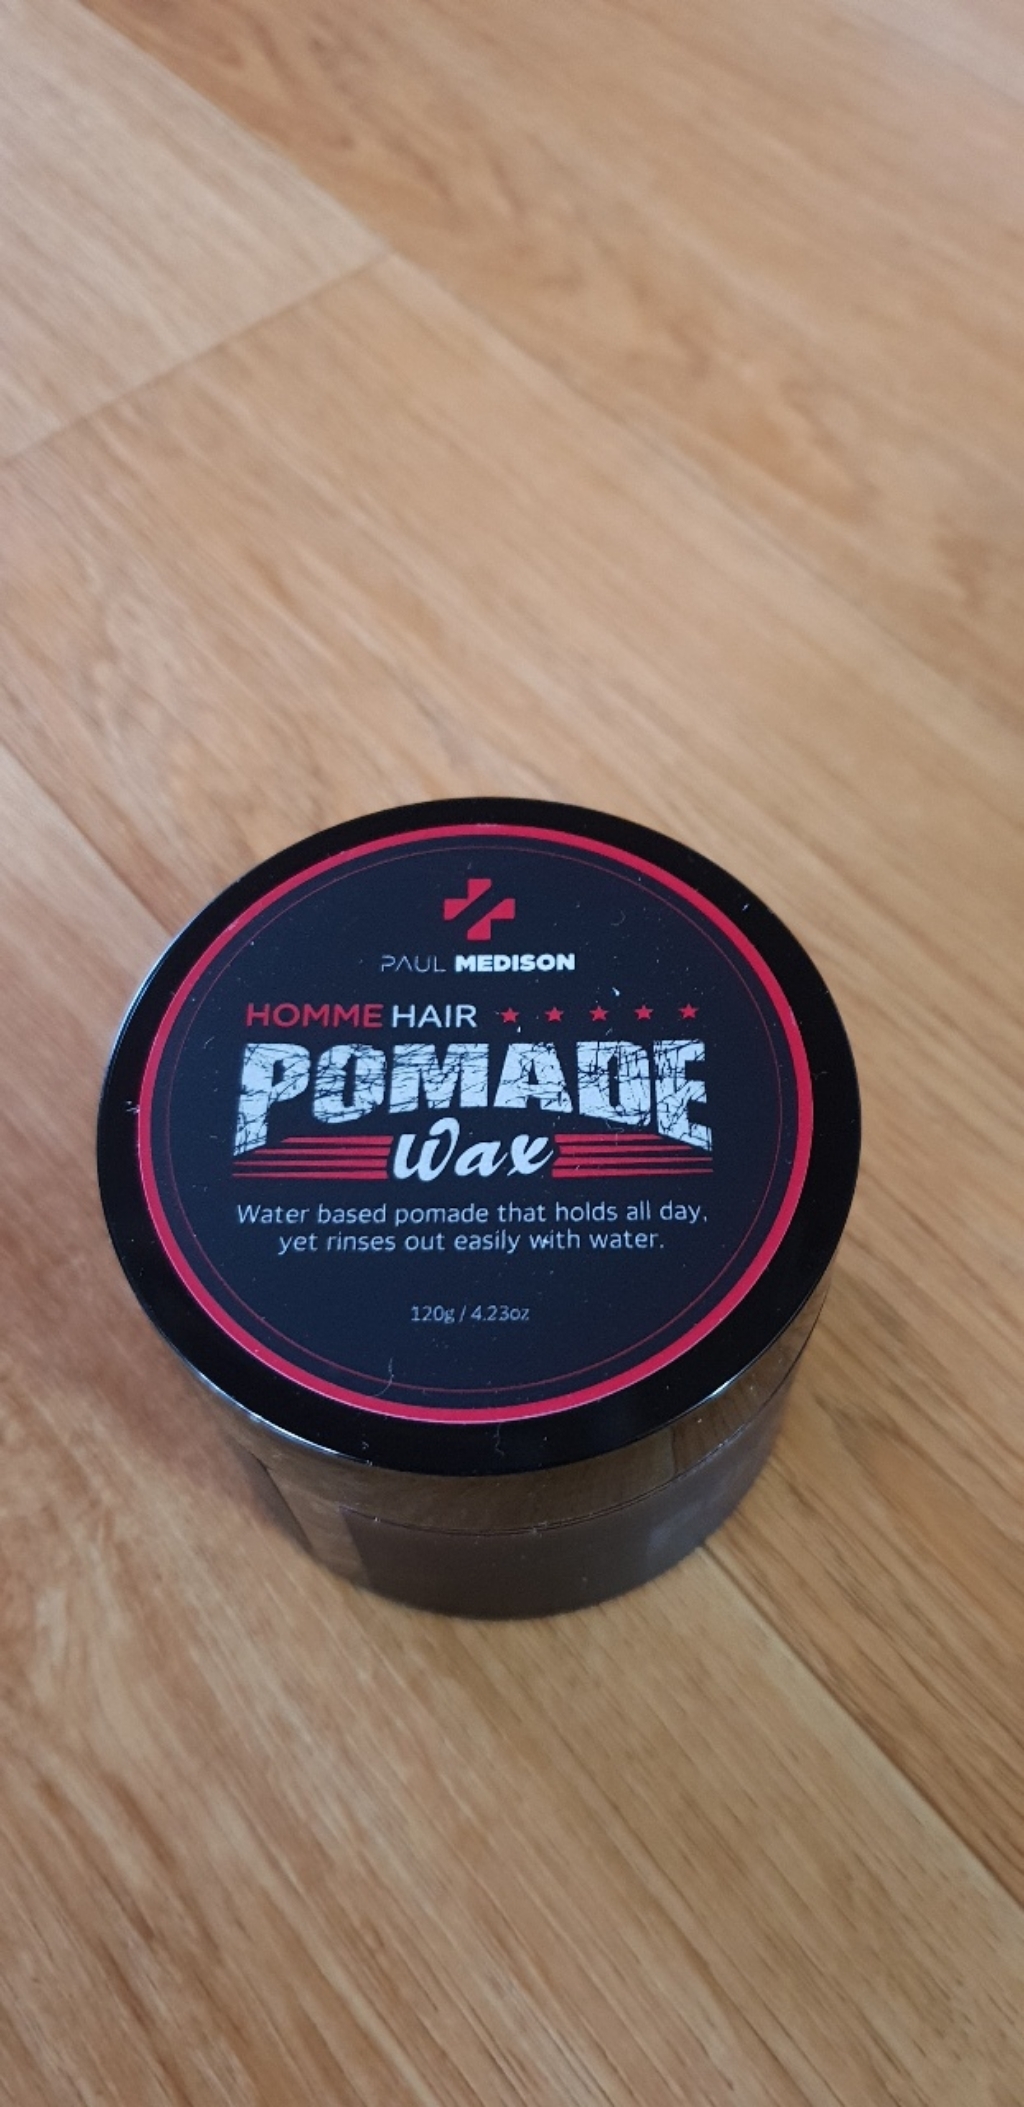 PAUL MEDISON
HOMME HAIR
POMADE
Wax
Water based pomade that holds all day,
yet rinses out easily with water.
120g / 4.23oz